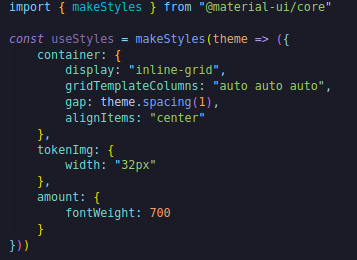 import { makeStyles } from "@material-ui/core"
const useStyles = makeStyles(theme => ({
    container: {
        display: "inline-grid",
        gridTemplateColumns: "auto auto auto",
        gap: theme.spacing(1),
        alignItems: "center"
    },
    tokenImg: {
        width: "32px"
    },
    amount: {
        fontWeight: 700
    }
}))